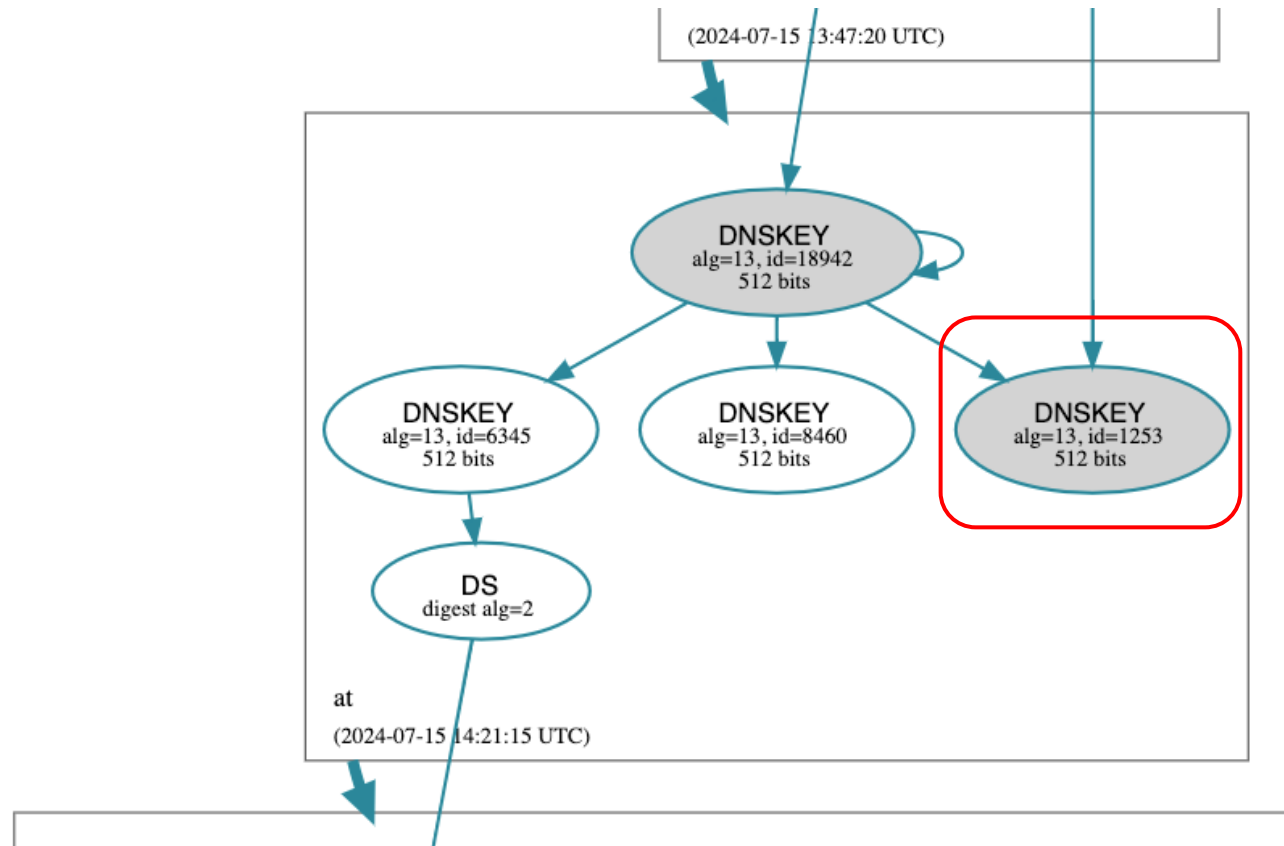 (2024-07-15 13:47:20 UTC)
DNSKEY
alg=13, id=18942
512 bits
DNSKEY
alg=13, id=6345
512 bits
DNSKEY
alg=13, id=8460
512 bits
DNSKEY
alg=13, id=1253
512 bits
DS
digest alg=2
at
(2024-07-15 14:21:15 UTC)